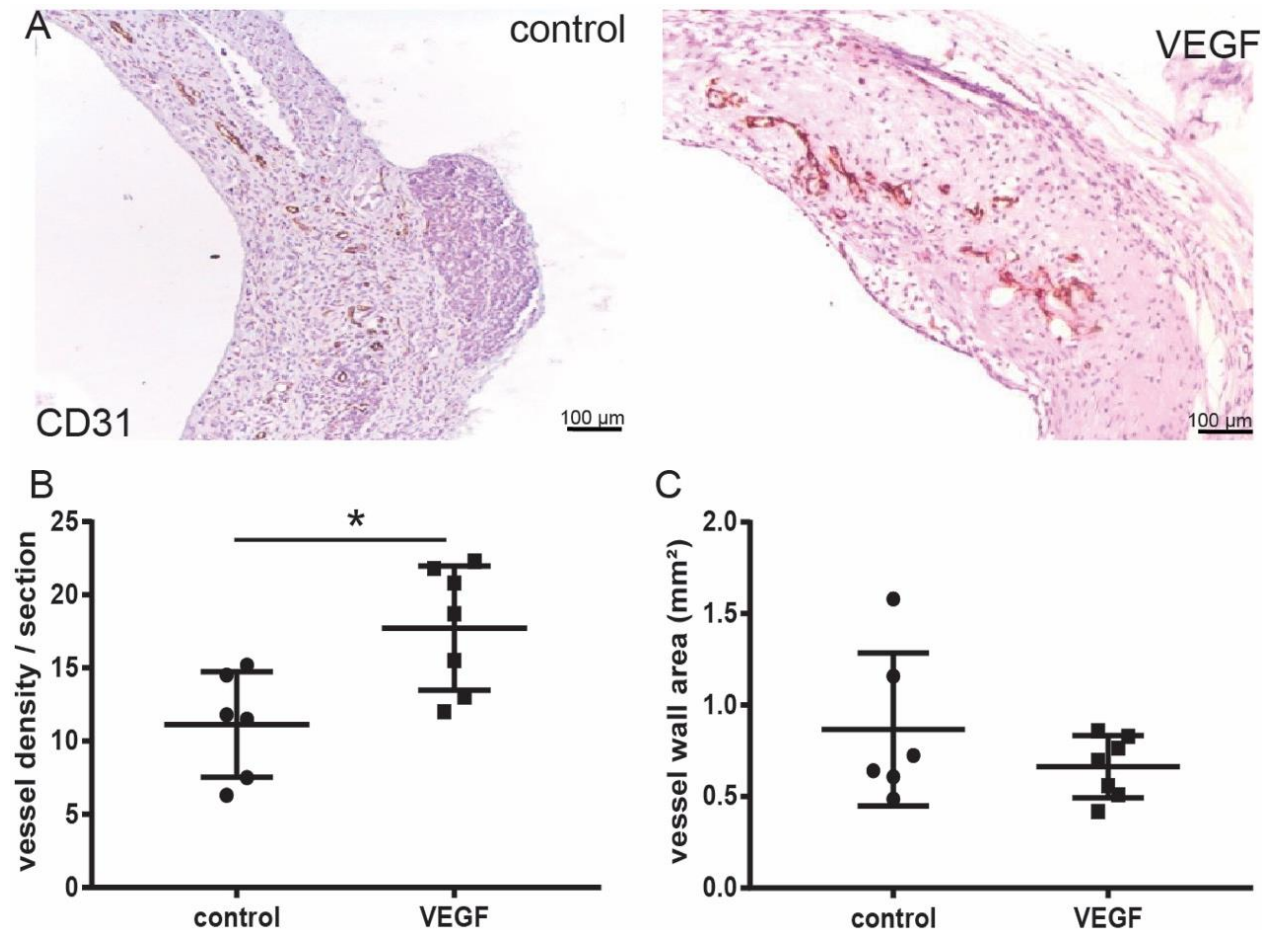 A
control
VEGF
CD31
100 µm
100 µm
B
C
*
vessel density / section
25
20
15
10
5
0
control
VEGF
vessel wall area (mm²)
2.0
1.5
1.0
0.5
0.0
control
VEGF